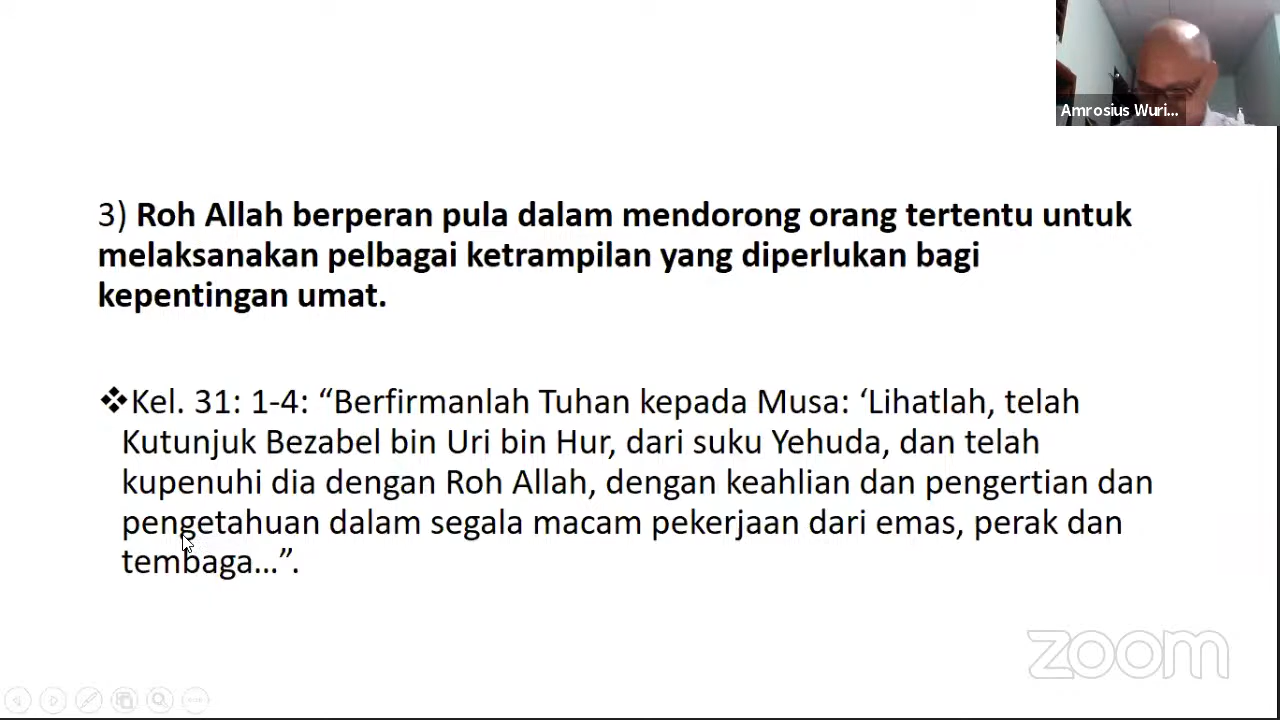 Amrosius Wuri...
3) Roh Allah berperan pula dalam mendorong orang tertentu untuk
melaksanakan pelbagai ketrampilan yang diperlukan bagi
kepentingan umat.
❖Kel. 31: 1-4: “Berfirmanlah Tuhan kepada Musa: ‘Lihatlah, telah
Kutunjuk Bezabel bin Uri bin Hur, dari suku Yehuda, dan telah
kupenuhi dia dengan Roh Allah, dengan keahlian dan pengertian dan
pengetahuan dalam segala macam pekerjaan dari emas, perak dan
tembaga...”.
zoom